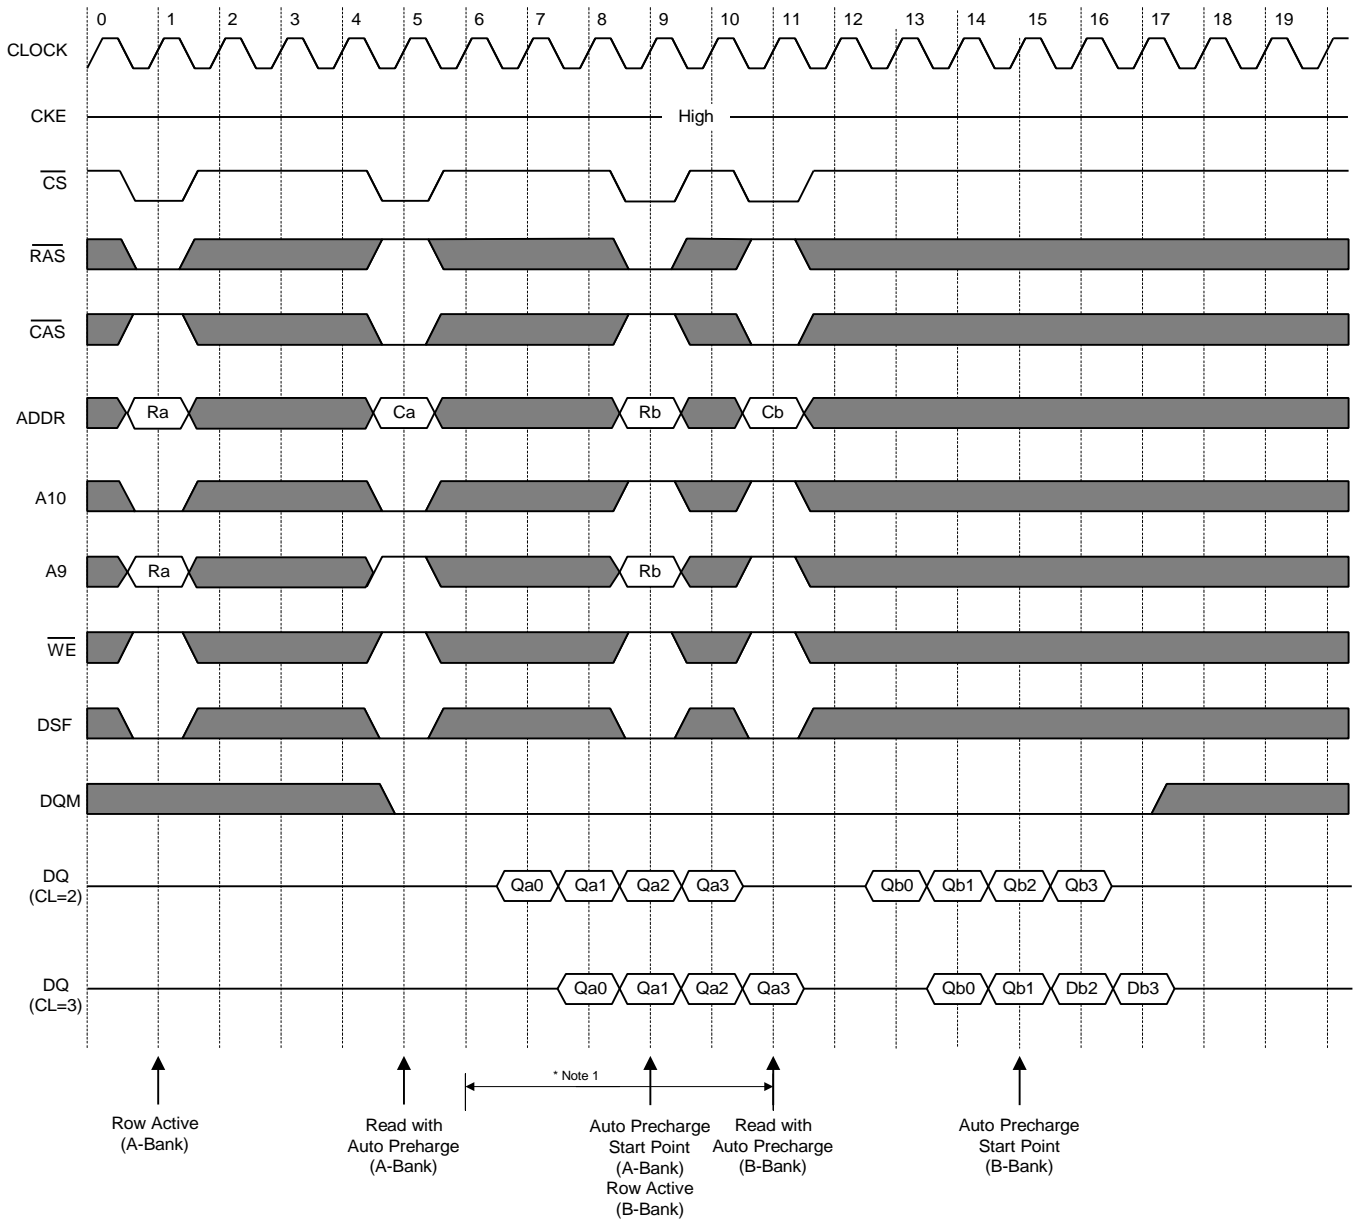 0 1 2 3 4 5 6 7 8 9 10 11 12 13 14 15 16 17 18 19
CLOCK
CKE
High
CS
RAS
CAS
ADDR
Ra Ca Rb Cb
A10
A9
Ra Rb
WE
DSF
DQM
DQ
(CL=2)
Qa0 Qa1 Qa2 Qa3 Qb0 Qb1 Qb2 Qb3
DQ
(CL=3)
Qa0 Qa1 Qa2 Qa3 Qb0 Qb1 Db2 Db3
* Note 1
Row Active
(A-Bank)
Read with
Auto Preharge
(A-Bank)
Auto Precharge
Start Point
(A-Bank)
Row Active
(B-Bank)
Read with
Auto Precharge
(B-Bank)
Auto Precharge
Start Point
(B-Bank)